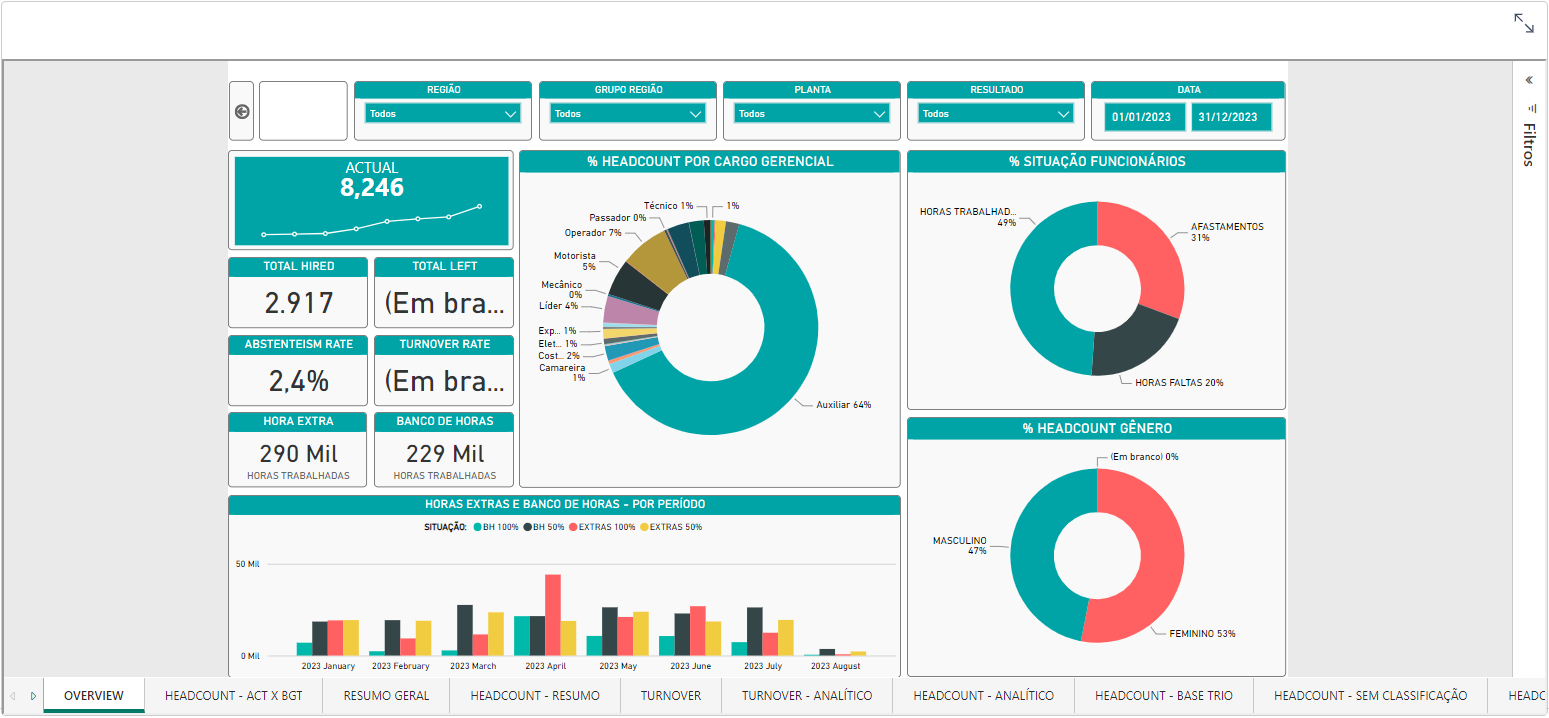 REGIÃO
Todos
GRUPO REGIÃO
Todos
PLANTA
Todos
RESULTADO
Todos
DATA
01/01/2023
31/12/2023
Filtros
ACTUAL
8,246
TOTAL HIRED
2.917
TOTAL LEFT
(Em bra...
ABSTENTEISM RATE
2,4%
TURNOVER RATE
(Em bra...
HORA EXTRA
290 Mil
HORAS TRABALHADAS
BANCO DE HORAS
229 Mil
HORAS TRABALHADAS
% HEADCOUNT POR CARGO GERENCIAL
Técnico 1%
1%
Passador 0%
Operador 7%
Motorista
5%
Mecânico
0%
Líder 4%
Exp... 1%
Elet... 1%
Cost... 2%
Camareira
1%
Auxiliar 64%
% SITUAÇÃO FUNCIONÁRIOS
HORAS TRABALHAD...
49%
AFASTAMENTOS
31%
HORAS FALTAS 20%
% HEADCOUNT GÊNERO
(Em branco) 0%
MASCULINO
47%
FEMININO 53%
HORAS EXTRAS E BANCO DE HORAS - POR PERÍODO
SITUAÇÃO: BH 100% BH 50% EXTRAS 100% EXTRAS 50%
50 Mil
0 Mil
2023 January
2023 February
2023 March
2023 April
2023 May
2023 June
2023 July
2023 August
OVERVIEW
HEADCOUNT - ACT X BGT
RESUMO GERAL
HEADCOUNT - RESUMO
TURNOVER
TURNOVER - ANALÍTICO
HEADCOUNT - ANALÍTICO
HEADCOUNT - BASE TRIO
HEADCOUNT - SEM CLASSIFICAÇÃO
HEADC